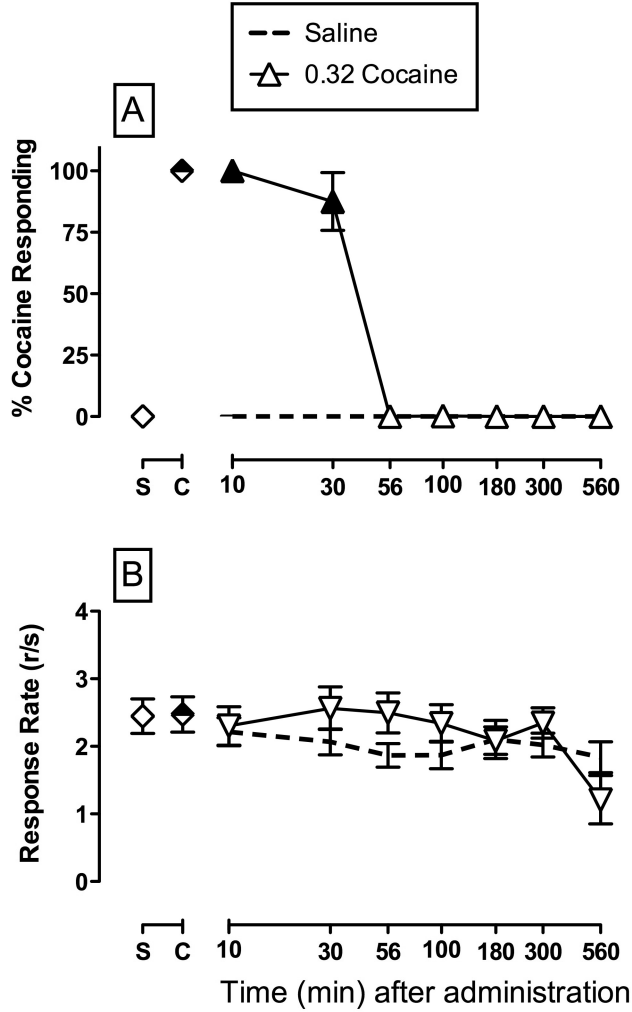 Saline
0.32 Cocaine
A
% Cocaine Responding
100
75
50
25
0
S C 10 30 56 100 180 300 560
B
Response Rate (r/s)
4
3
2
1
0
S C 10 30 56 100 180 300 560
Time (min) after administration